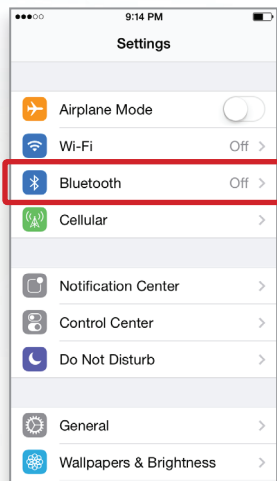 9:14 PM
Settings
Airplane Mode
Wi-Fi Off
Bluetooth Off
Cellular
Notification Center
Control Center
Do Not Disturb
General
Wallpapers & Brightness